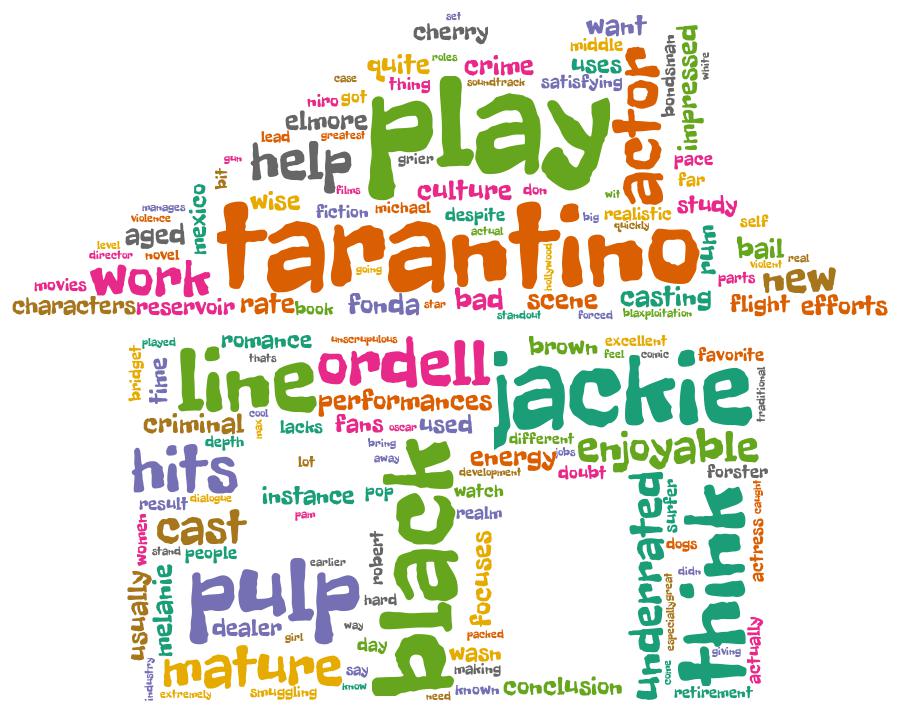 set
cherry
want
middle
quite
roles
crime
uses
actor
bondsman
impressed
white
case
thing
soundtrack
satisfying
niro
got
play
elmore
lead
greatest
gun
help
grier
pace
bit
films
culture
don
wit
far
mexico
wise
fiction
michael
despite
big
realistic
study
manages
violence
aged
tarantino
actual
quickly
self
level
director
novel
going
hollywood
rum
bail
violent
real
movies
work
parts
new
characters
reservoir
rate
book
fonda
star
bad
standout
scene
forced
casting
blaxploitation
flight
efforts
played
romance
unscrupulous
brown
excellent
bridget
time
line
thats
ordell
jackie
feel
comic
favorite
traditional
performances
criminal
cool
max
lacks
fans
oscar
used
depth
bring
different
enjoyable
hits
lot
away
black
energy
jobs
development
doubt
forster
result
dialogue
instance
pop
watch
underrated
surfer
think
caught
women
cast
pam
realm
actress
stand
people
robert
focuses
dogs
usually
melanie
pulp
earlier
hard
didn
especially
great
dealer
girl
way
packed
day
wasn
giving
actually
industry
mature
say
making
come
extremely
smuggling
know
need
known
conclusion
retirement